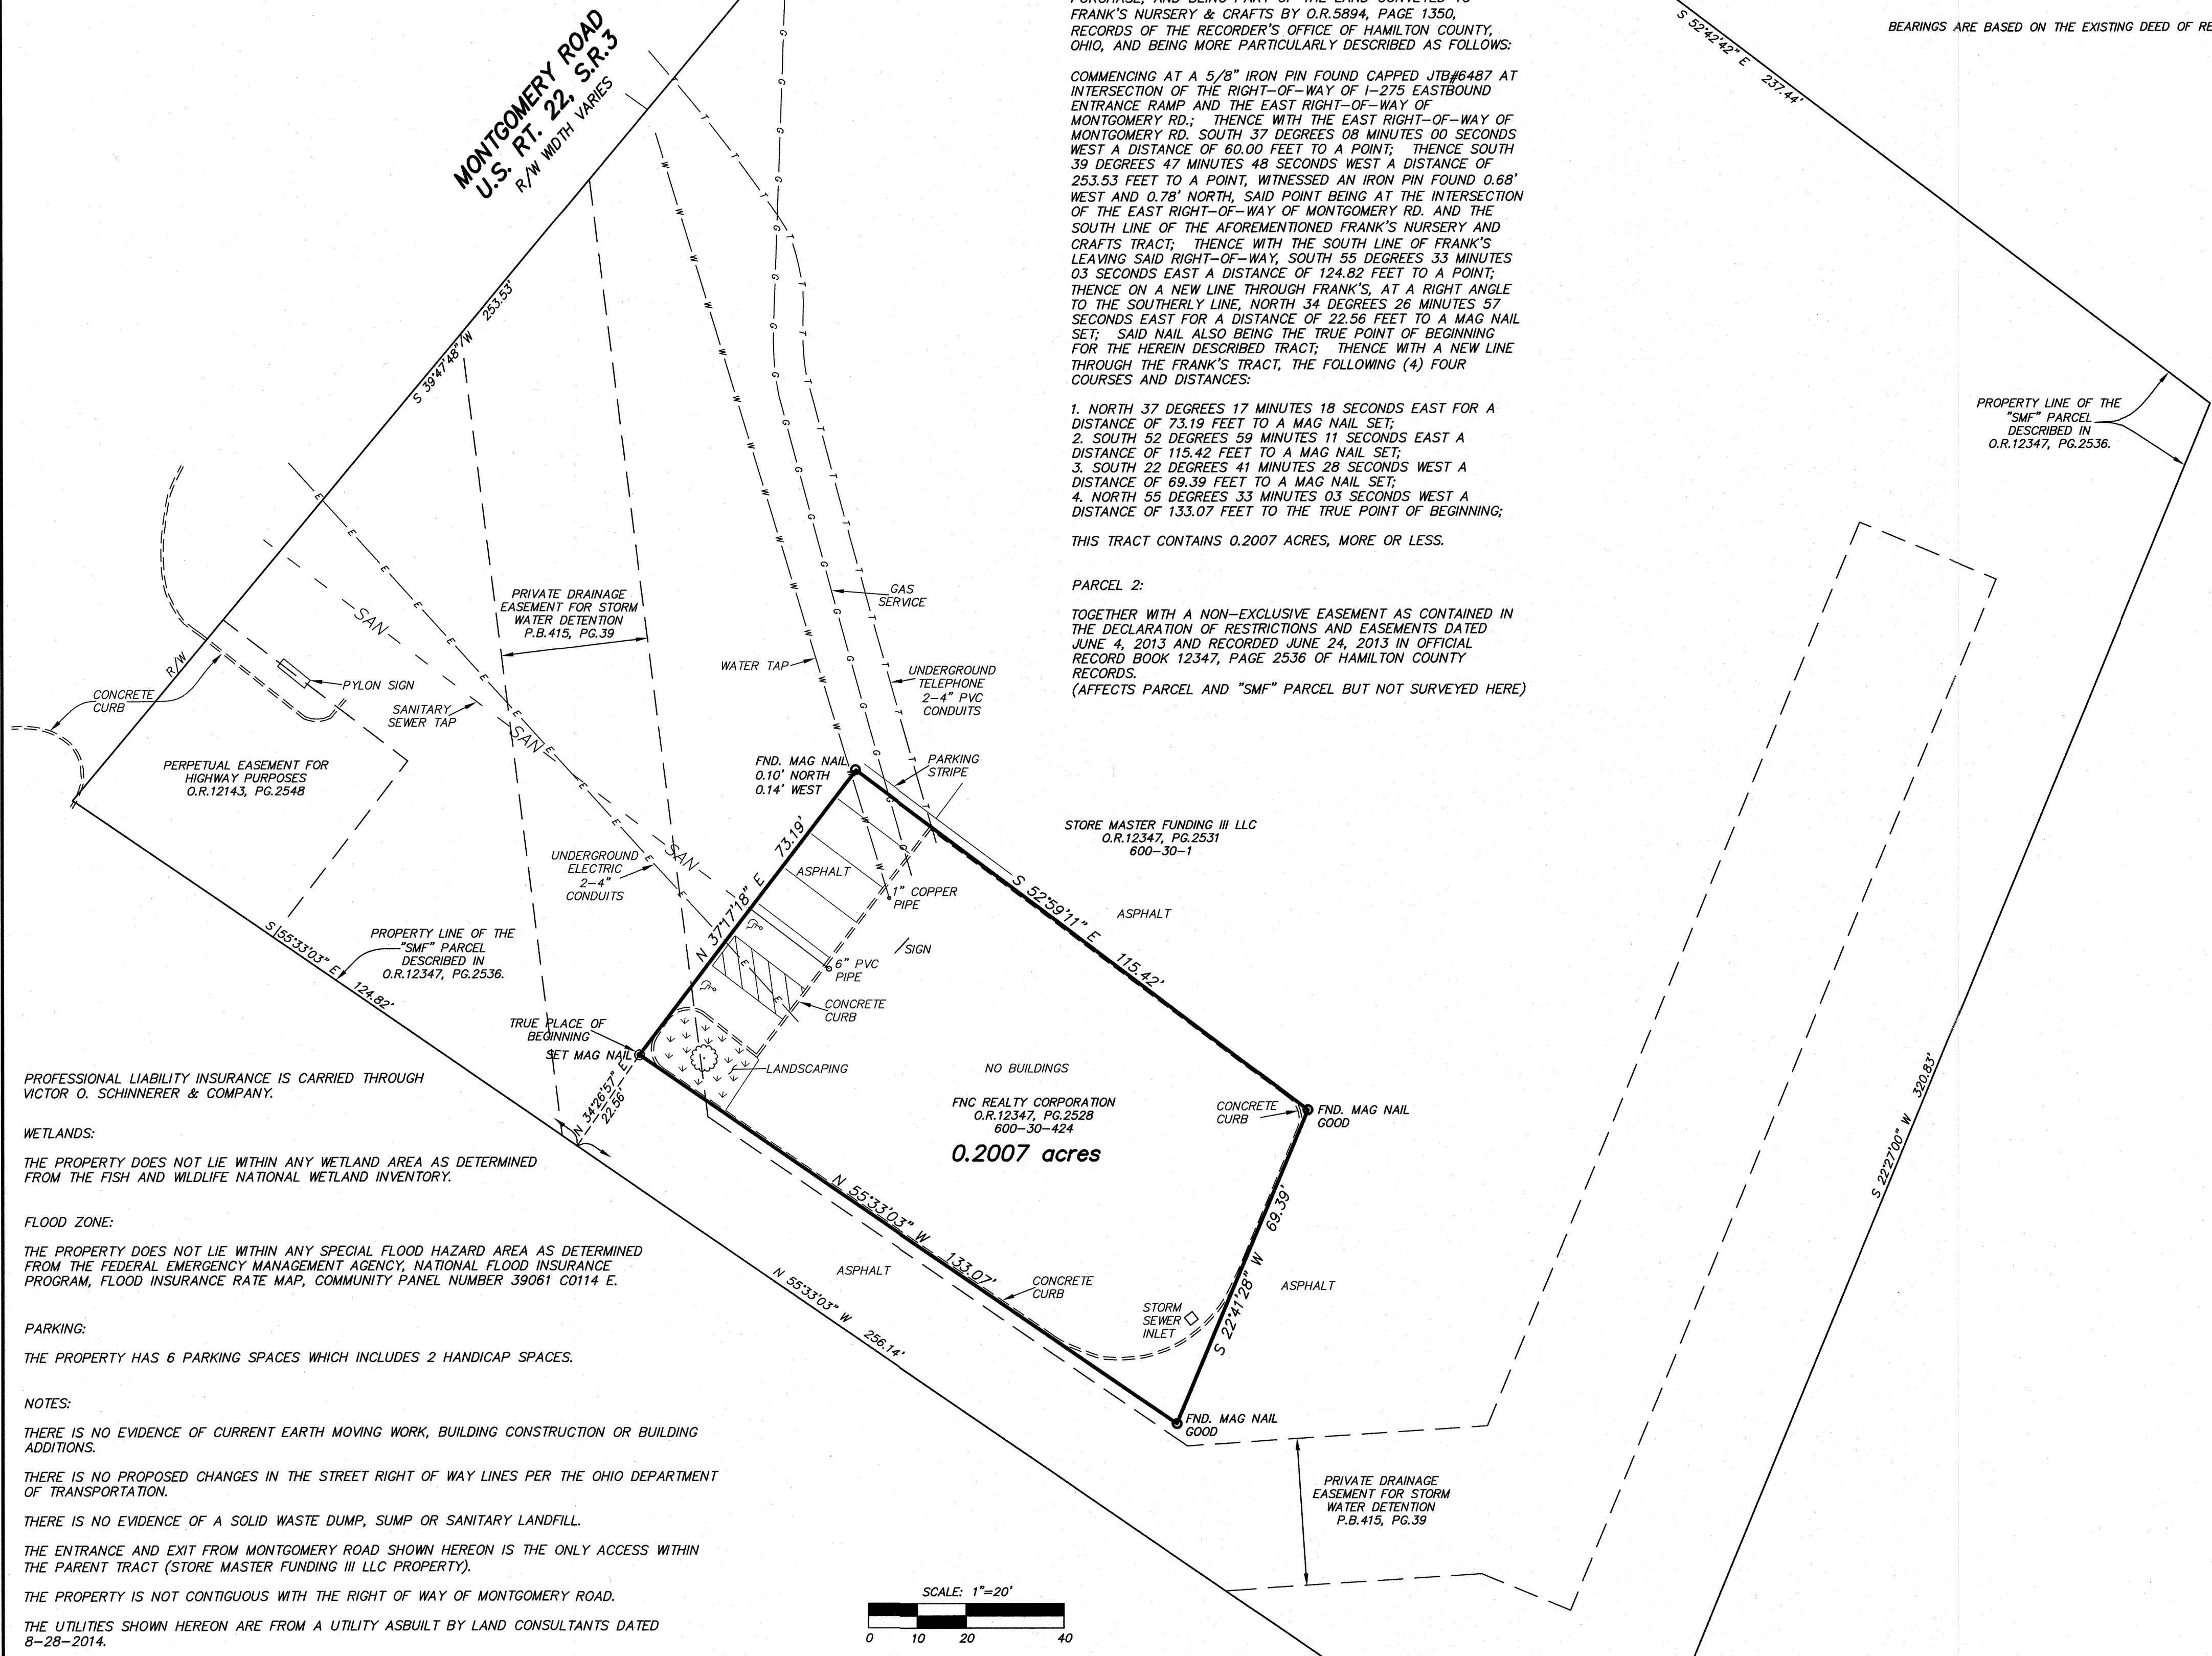 MONTGOMERY ROAD
U.S. RT. 22, S.R.3
R/W WIDTH VARIES
FRANK'S NURSERY & CRAFTS BY O.R.5894, PAGE 1350,
RECORDS OF THE RECORDER'S OFFICE OF HAMILTON COUNTY,
OHIO, AND BEING MORE PARTICULARLY DESCRIBED AS FOLLOWS:
COMMENCING AT A 5/8" IRON PIN FOUND CAPPED JTB#6487 AT
INTERSECTION OF THE RIGHT-OF-WAY OF I-275 EASTBOUND
ENTRANCE RAMP AND THE EAST RIGHT-OF-WAY OF
MONTGOMERY RD.; THENCE WITH THE EAST RIGHT-OF-WAY OF
MONTGOMERY RD. SOUTH 37 DEGREES 08 MINUTES 00 SECONDS
WEST A DISTANCE OF 60.00 FEET TO A POINT; THENCE SOUTH
39 DEGREES 47 MINUTES 48 SECONDS WEST A DISTANCE OF
253.53 FEET TO A POINT, WITNESSED AN IRON PIN FOUND 0.68'
WEST AND 0.78' NORTH, SAID POINT BEING AT THE INTERSECTION
OF THE EAST RIGHT-OF-WAY OF MONTGOMERY RD. AND THE
SOUTH LINE OF THE AFOREMENTIONED FRANK'S NURSERY AND
CRAFTS TRACT; THENCE WITH THE SOUTH LINE OF FRANK'S
LEAVING SAID RIGHT-OF-WAY, SOUTH 55 DEGREES 33 MINUTES
03 SECONDS EAST A DISTANCE OF 124.82 FEET TO A POINT;
THENCE ON A NEW LINE THROUGH FRANK'S, AT A RIGHT ANGLE
TO THE SOUTHERLY LINE, NORTH 34 DEGREES 26 MINUTES 57
SECONDS EAST FOR A DISTANCE OF 22.56 FEET TO A MAG NAIL
SET; SAID NAIL ALSO BEING THE TRUE POINT OF BEGINNING
FOR THE HEREIN DESCRIBED TRACT; THENCE WITH A NEW LINE
THROUGH THE FRANK'S TRACT, THE FOLLOWING (4) FOUR
COURSES AND DISTANCES:
1. NORTH 37 DEGREES 17 MINUTES 18 SECONDS EAST FOR A
DISTANCE OF 73.19 FEET TO A MAG NAIL SET;
2. SOUTH 52 DEGREES 59 MINUTES 11 SECONDS EAST A
DISTANCE OF 115.42 FEET TO A MAG NAIL SET;
3. SOUTH 22 DEGREES 41 MINUTES 28 SECONDS WEST A
DISTANCE OF 69.39 FEET TO A MAG NAIL SET;
4. NORTH 55 DEGREES 33 MINUTES 03 SECONDS WEST A
DISTANCE OF 133.07 FEET TO THE TRUE POINT OF BEGINNING;
THIS TRACT CONTAINS 0.2007 ACRES, MORE OR LESS.
PARCEL 2:
TOGETHER WITH A NON-EXCLUSIVE EASEMENT AS CONTAINED IN
THE DECLARATION OF RESTRICTIONS AND EASEMENTS DATED
JUNE 4, 2013 AND RECORDED JUNE 24, 2013 IN OFFICIAL
RECORD BOOK 12347, PAGE 2536 OF HAMILTON COUNTY
RECORDS.
(AFFECTS PARCEL AND "SMF" PARCEL BUT NOT SURVEYED HERE)
S 52°42'42" E 237.44'
BEARINGS ARE BASED ON THE EXISTING DEED OF RE
PROPERTY LINE OF THE
"SMF" PARCEL
DESCRIBED IN
O.R.12347, PG.2536.
S 22°27'00" W 320.83'
S 39°47'48" W 253.53'
PRIVATE DRAINAGE
EASEMENT FOR STORM
WATER DETENTION
P.B.415, PG.39
GAS
SERVICE
WATER TAP
UNDERGROUND
TELEPHONE
2-4" PVC
CONDUITS
R/W
CONCRETE
CURB
PYLON SIGN
SAN
SANITARY
SEWER TAP
SAN
SAN
PERPETUAL EASEMENT FOR
HIGHWAY PURPOSES
O.R.12143, PG.2548
FND. MAG NAIL
0.10' NORTH
0.14' WEST
PARKING
STRIPE
STORE MASTER FUNDING III LLC
O.R.12347, PG.2531
600-30-1
UNDERGROUND
ELECTRIC
2-4"
CONDUITS
N 37°17'18" E 73.19'
ASPHALT
1" COPPER
PIPE
S 52°59'11" E 115.42'
ASPHALT
SIGN
6" PVC
PIPE
CONCRETE
CURB
S 55°33'03" E 124.82'
PROPERTY LINE OF THE
"SMF" PARCEL
DESCRIBED IN
O.R.12347, PG.2536.
TRUE PLACE OF
BEGINNING
SET MAG NAIL
N 34°26'57" E
22.56'
LANDSCAPING
NO BUILDINGS
FNC REALTY CORPORATION
O.R.12347, PG.2528
600-30-424
0.2007 acres
CONCRETE
CURB
FND. MAG NAIL
GOOD
N 55°33'03" W 133.07'
S 22°41'28" W 69.39'
ASPHALT
CONCRETE
CURB
ASPHALT
STORM
SEWER
INLET
N 55°33'03" W 256.14'
FND. MAG NAIL
GOOD
PRIVATE DRAINAGE
EASEMENT FOR STORM
WATER DETENTION
P.B.415, PG.39
PROFESSIONAL LIABILITY INSURANCE IS CARRIED THROUGH
VICTOR O. SCHINNERER & COMPANY.
WETLANDS:
THE PROPERTY DOES NOT LIE WITHIN ANY WETLAND AREA AS DETERMINED
FROM THE FISH AND WILDLIFE NATIONAL WETLAND INVENTORY.
FLOOD ZONE:
THE PROPERTY DOES NOT LIE WITHIN ANY SPECIAL FLOOD HAZARD AREA AS DETERMINED
FROM THE FEDERAL EMERGENCY MANAGEMENT AGENCY, NATIONAL FLOOD INSURANCE
PROGRAM, FLOOD INSURANCE RATE MAP, COMMUNITY PANEL NUMBER 39061 C0114 E.
PARKING:
THE PROPERTY HAS 6 PARKING SPACES WHICH INCLUDES 2 HANDICAP SPACES.
NOTES:
THERE IS NO EVIDENCE OF CURRENT EARTH MOVING WORK, BUILDING CONSTRUCTION OR BUILDING
ADDITIONS.
THERE IS NO PROPOSED CHANGES IN THE STREET RIGHT OF WAY LINES PER THE OHIO DEPARTMENT
OF TRANSPORTATION.
THERE IS NO EVIDENCE OF A SOLID WASTE DUMP, SUMP OR SANITARY LANDFILL.
THE ENTRANCE AND EXIT FROM MONTGOMERY ROAD SHOWN HEREON IS THE ONLY ACCESS WITHIN
THE PARENT TRACT (STORE MASTER FUNDING III LLC PROPERTY).
THE PROPERTY IS NOT CONTIGUOUS WITH THE RIGHT OF WAY OF MONTGOMERY ROAD.
THE UTILITIES SHOWN HEREON ARE FROM A UTILITY ASBUILT BY LAND CONSULTANTS DATED
8-28-2014.
SCALE: 1"=20'
0 10 20 40